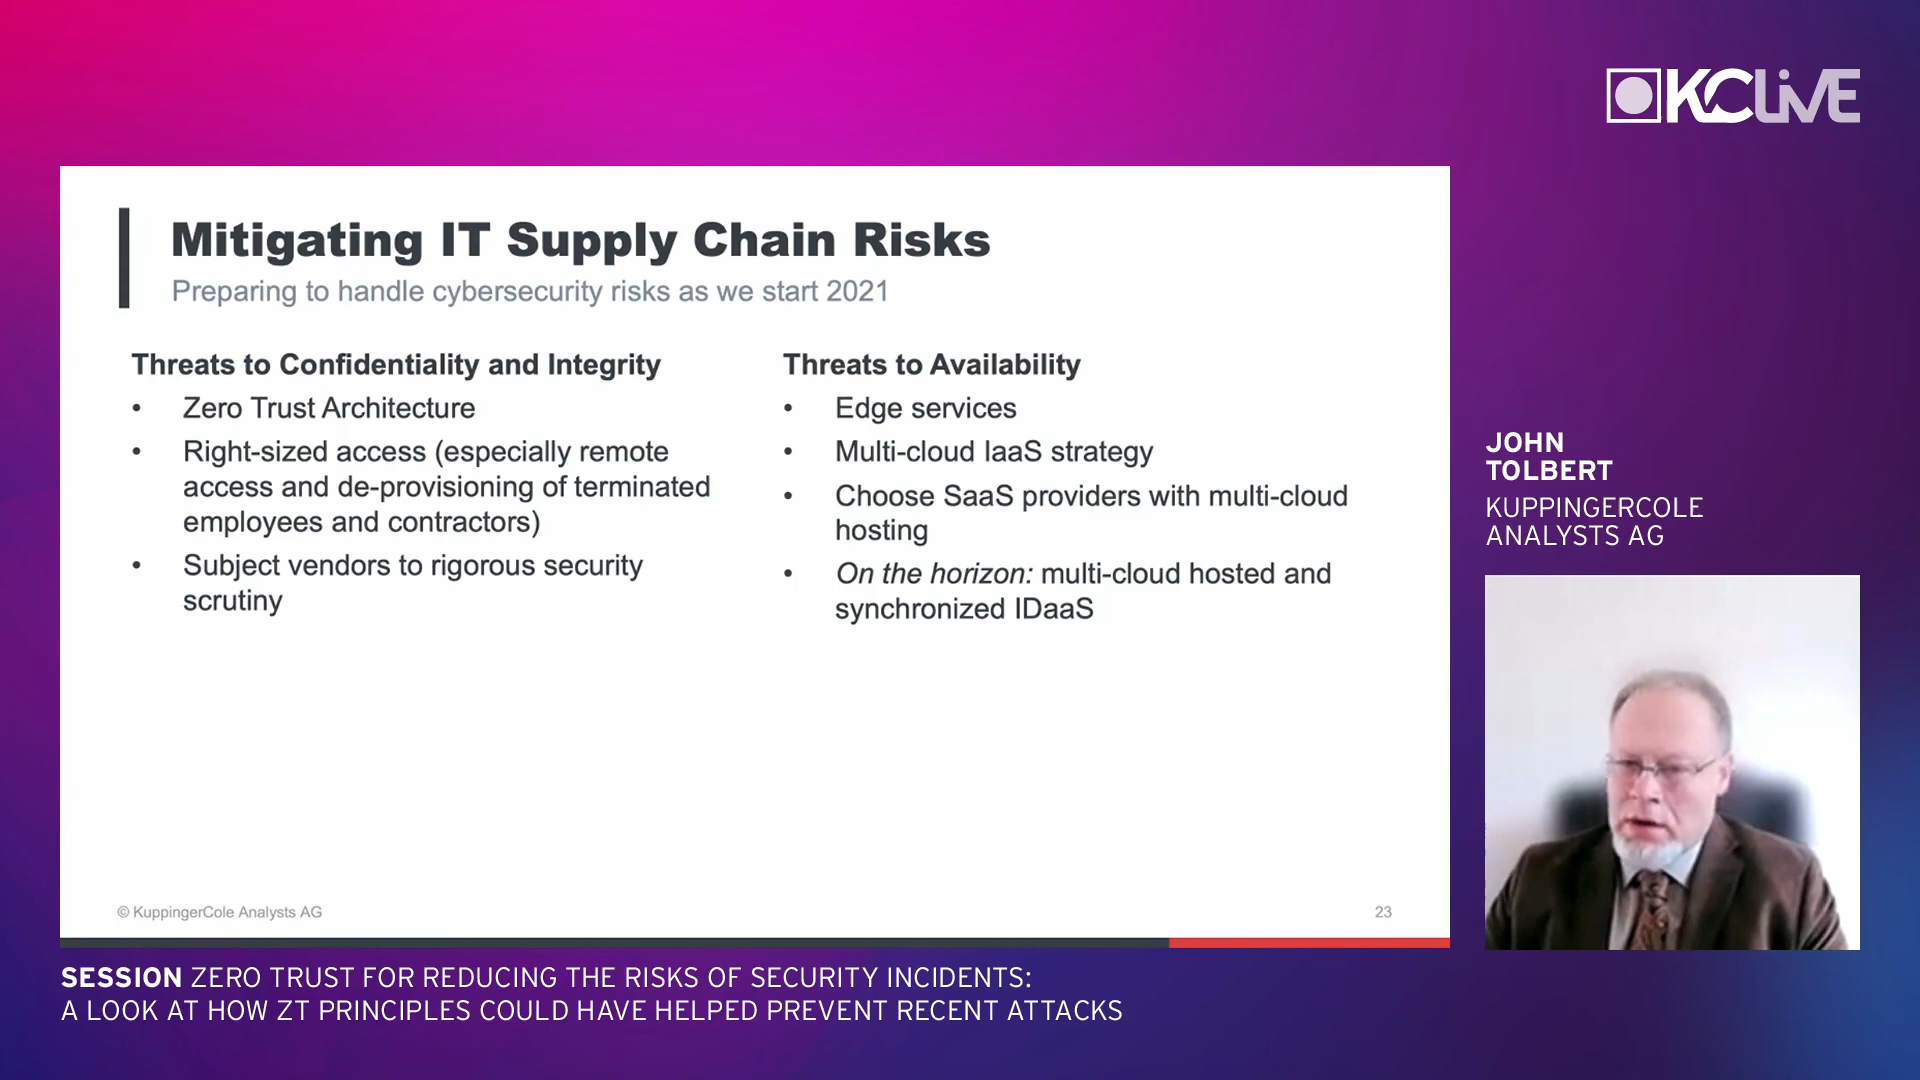 KCLIVE
Mitigating IT Supply Chain Risks
Preparing to handle cybersecurity risks as we start 2021
Threats to Confidentiality and Integrity
• Zero Trust Architecture
• Right-sized access (especially remote
access and de-provisioning of terminated
employees and contractors)
• Subject vendors to rigorous security
scrutiny
Threats to Availability
• Edge services
• Multi-cloud IaaS strategy
• Choose SaaS providers with multi-cloud
hosting
• On the horizon: multi-cloud hosted and
synchronized IDaaS
© KuppingerCole Analysts AG
23
JOHN
TOLBERT
KUPPINGERCOLE
ANALYSTS AG
SESSION ZERO TRUST FOR REDUCING THE RISKS OF SECURITY INCIDENTS:
A LOOK AT HOW ZT PRINCIPLES COULD HAVE HELPED PREVENT RECENT ATTACKS